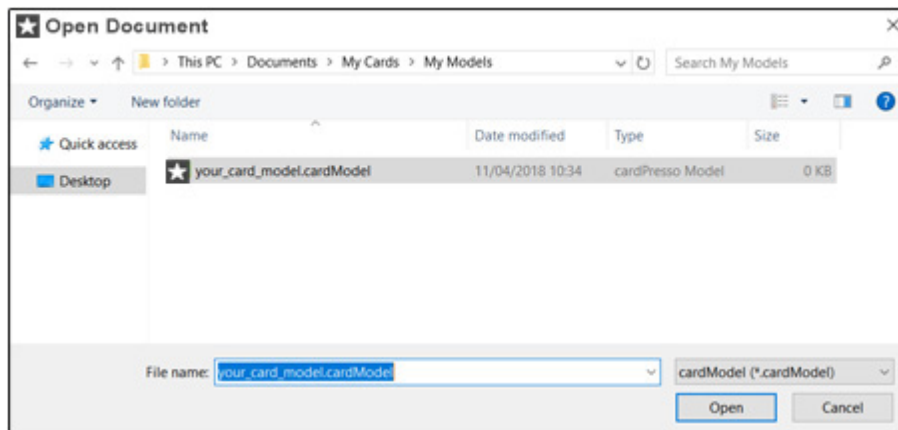 Open Document
This PC > Documents > My Cards > My Models
Search My Models
Organize
New folder
Name Date modified Type Size
Quick access
Desktop
your_card_model.cardModel 11/04/2018 10:34 cardPresso Model 0 KB
File name: your_card_model.cardModel cardModel (*.cardModel)
Open Cancel